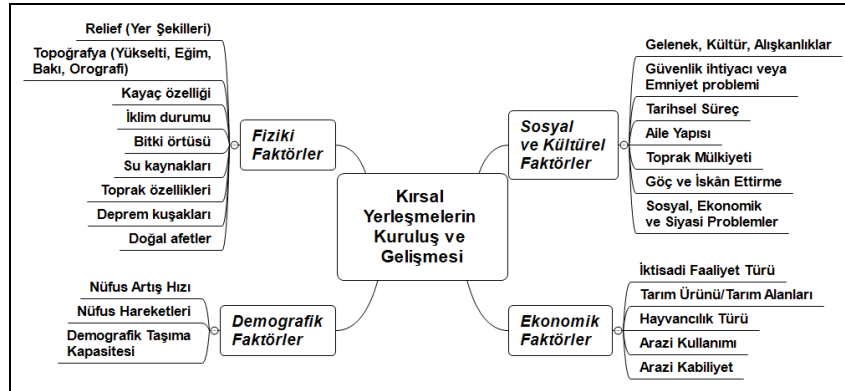 Relief (Yer Şekilleri)
Topoğrafya (Yükselti, Eğim,
Bakı, Orografi)
Kayaç özelliği
İklim durumu
Bitki örtüsü
Su kaynakları
Toprak özellikleri
Deprem kuşakları
Doğal afetler
Fiziki
Faktörler
Nüfus Artış Hızı
Nüfus Hareketleri
Demografik Taşıma
Kapasitesi
Demografik
Faktörler
Kırsal
Yerleşmelerin
Kuruluş ve
Gelişmesi
Sosyal
ve Kültürel
Faktörler
Gelenek, Kültür, Alışkanlıklar
Güvenlik ihtiyacı veya
Emniyet problemi
Tarihsel Süreç
Aile Yapısı
Toprak Mülkiyeti
Göç ve İskân Ettirme
Sosyal, Ekonomik
ve Siyasi Problemler
Ekonomik
Faktörler
İktisadi Faaliyet Türü
Tarım Ürünü/Tarım Alanları
Hayvancılık Türü
Arazi Kullanımı
Arazi Kabiliyet